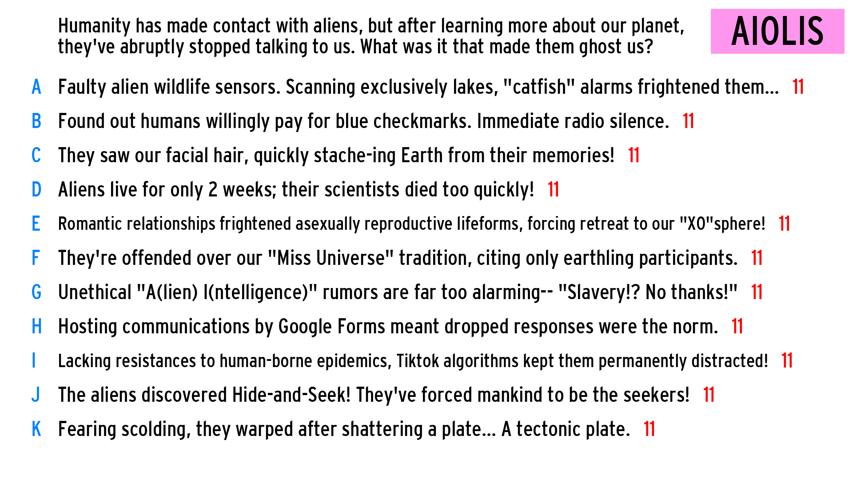 Humanity has made contact with aliens, but after learning more about our planet,
they've abruptly stopped talking to us. What was it that made them ghost us?
AIOLIS
A Faulty alien wildlife sensors. Scanning exclusively lakes, "catfish" alarms frightened them... 11
B Found out humans willingly pay for blue checkmarks. Immediate radio silence. 11
C They saw our facial hair, quickly stache-ing Earth from their memories! 11
D Aliens live for only 2 weeks; their scientists died too quickly! 11
E Romantic relationships frightened asexually reproductive lifeforms, forcing retreat to our "XO"sphere! 11
F They're offended over our "Miss Universe" tradition, citing only earthling participants. 11
G Unethical "A(lien) I(ntelligence)" rumors are far too alarming-- "Slavery!? No thanks!" 11
H Hosting communications by Google Forms meant dropped responses were the norm. 11
I Lacking resistances to human-borne epidemics, Tiktok algorithms kept them permanently distracted! 11
J The aliens discovered Hide-and-Seek! They've forced mankind to be the seekers! 11
K Fearing scolding, they warped after shattering a plate... A tectonic plate. 11